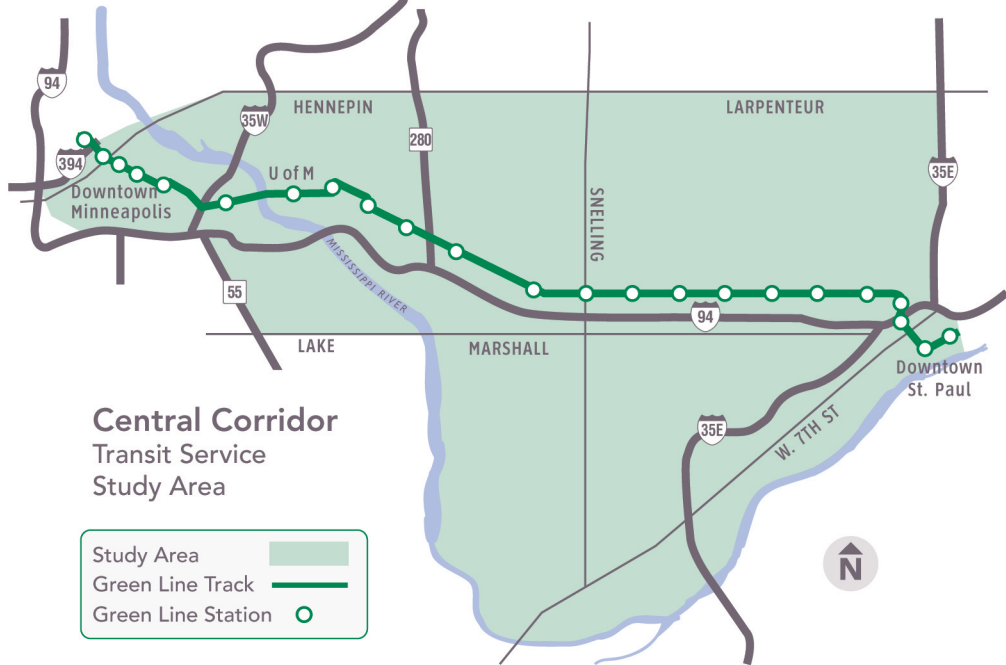 94
HENNEPIN
LARPENTEUR
35W
280
394
U of M
35E
Downtown
Minneapolis
SNELLING
MISSISSIPPI RIVER
55
94
LAKE
MARSHALL
Downtown
St. Paul
Central Corridor
Transit Service
Study Area
35E
W. 7TH ST
Study Area
Green Line Track
Green Line Station
N